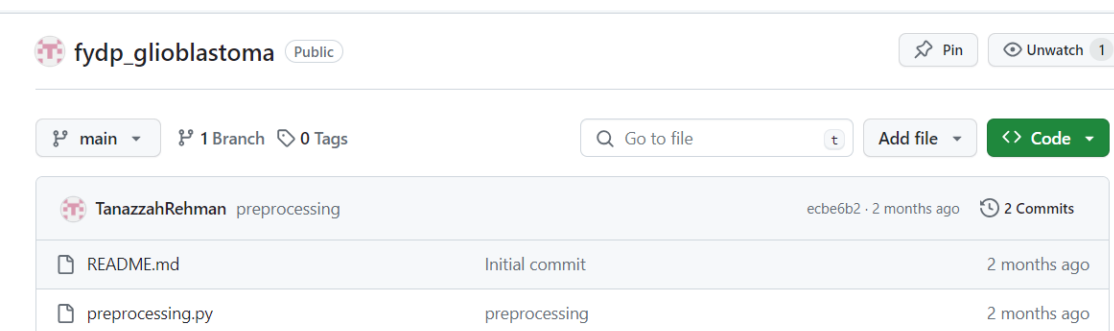 fydp_glioblastoma Public Pin Unwatch 1
main 1 Branch 0 Tags Go to file t Add file Code
TanazzahRehman preprocessing ecbe6b2 · 2 months ago 2 Commits
README.md Initial commit 2 months ago
preprocessing.py preprocessing 2 months ago